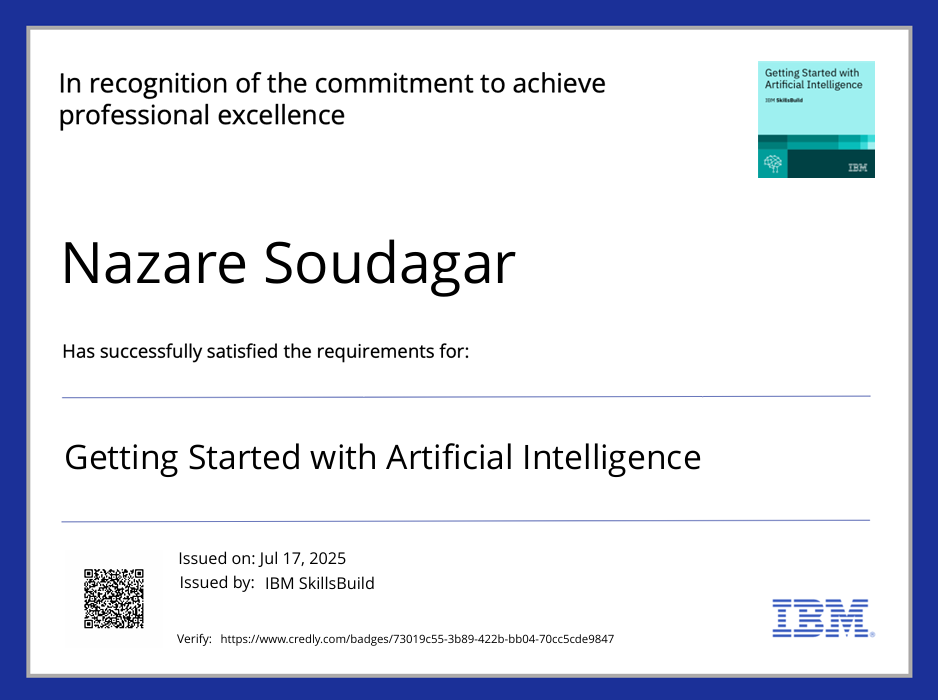 In recognition of the commitment to achieve
professional excellence
Getting Started with
Artificial Intelligence
IBM SkillsBuild
IBM
Nazare Soudagar
Has successfully satisfied the requirements for:
Getting Started with Artificial Intelligence
Issued on: Jul 17, 2025
Issued by: IBM SkillsBuild
Verify: https://www.credly.com/badges/73019c55-3b89-422b-bb04-70cc5cde9847
IBM®